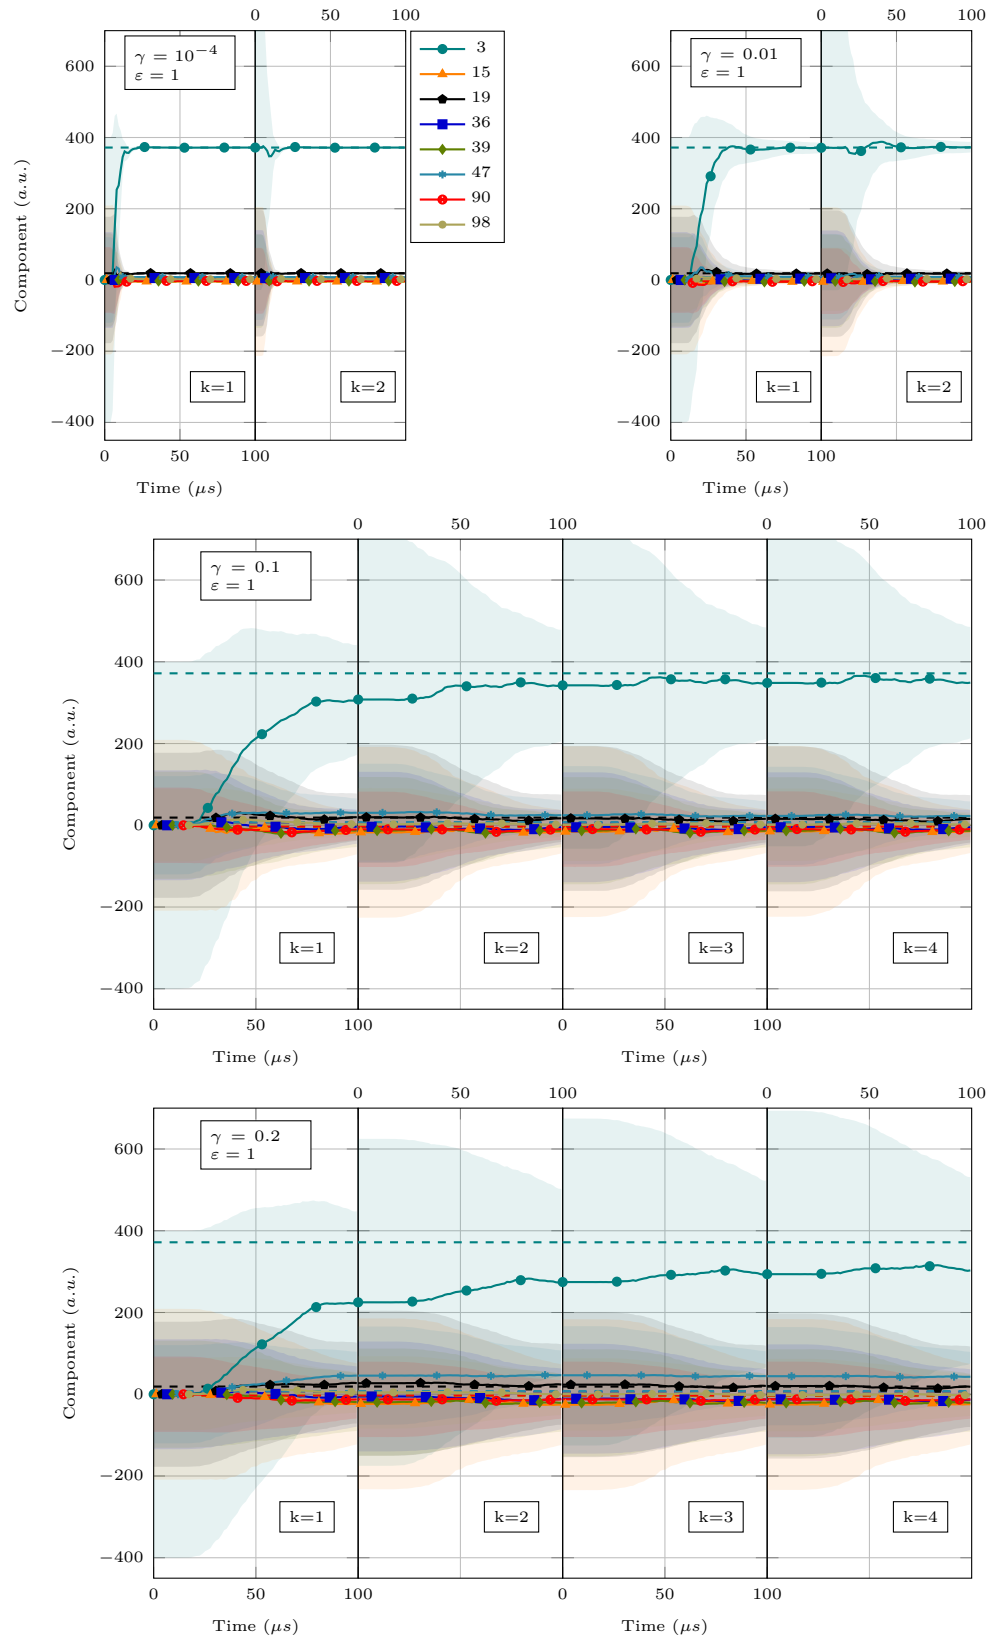 0 100
γ = 10⁻⁴
ε = 1
600
400
200
0
−200
−400
Component (a.u.)
k=1
k=2
0 50 100
Time (μs)
3
15
19
36
39
47
90
98
0 50 100
γ = 0.01
ε = 1
600
400
200
0
−200
−400
k=1
k=2
0 50 100
Time (μs)
0 50 100 0 50 100
γ = 0.1
ε = 1
600
400
200
0
−200
−400
Component (a.u.)
k=1
k=2
k=3
k=4
0 50 100 0 50 100
Time (μs) Time (μs)
0 50 100 0 50 100
γ = 0.2
ε = 1
600
400
200
0
−200
−400
Component (a.u.)
k=1
k=2
k=3
k=4
0 50 100 0 50 100
Time (μs) Time (μs)